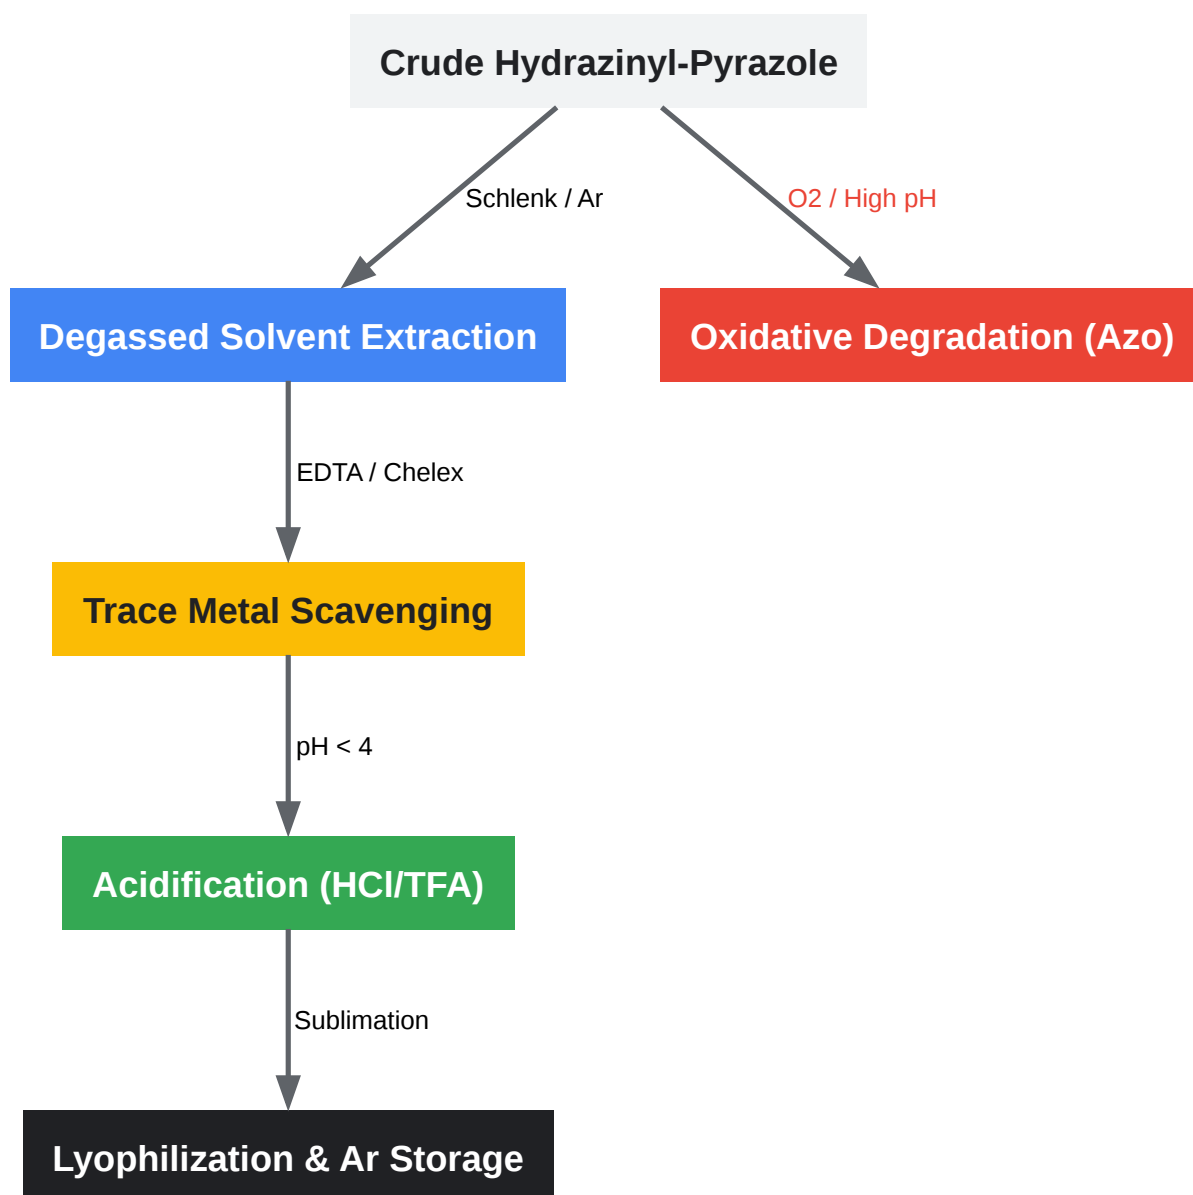 Crude Hydrazinyl-Pyrazole
Schlenk / Ar
O2 / High pH
Degassed Solvent Extraction
Oxidative Degradation (Azo)
EDTA / Chelex
Trace Metal Scavenging
pH < 4
Acidification (HCl/TFA)
Sublimation
Lyophilization & Ar Storage